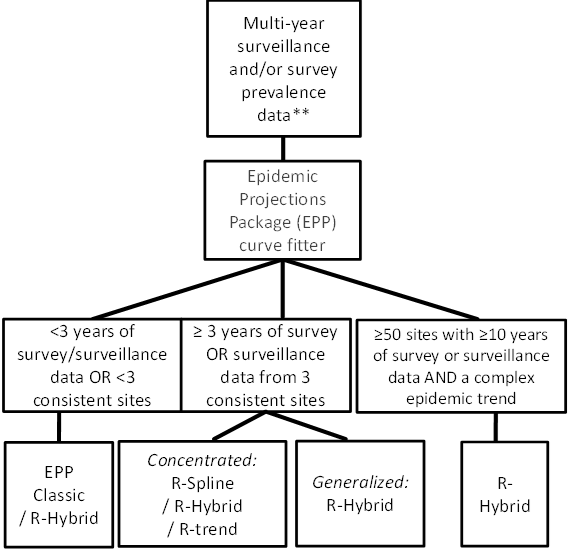 Multi-year
surveillance
and/or survey
prevalence
data**
Epidemic
Projections
Package (EPP)
curve fitter
<3 years of
survey/surveillance
data OR <3
consistent sites
≥ 3 years of survey
OR surveillance
data from 3
consistent sites
≥50 sites with ≥10 years
of survey or surveillance
data AND a complex
epidemic trend
EPP
Classic
/ R-Hybrid
Concentrated:
R-Spline
/ R-Hybrid
/ R-trend
Generalized:
R-Hybrid
R-
Hybrid